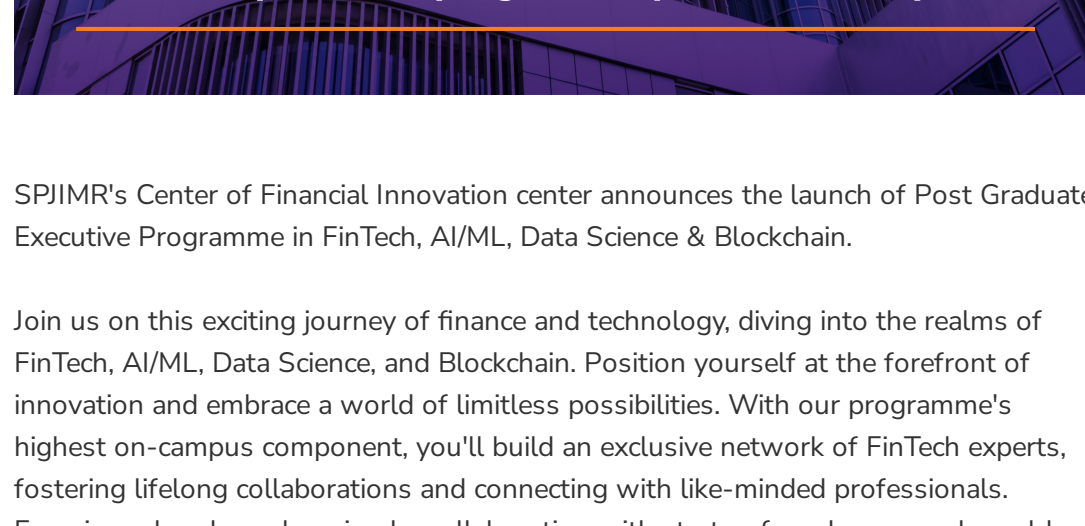 SPJIMR's Center of Financial Innovation center announces the launch of Post Graduate
Executive Programme in FinTech, AI/ML, Data Science & Blockchain.
Join us on this exciting journey of finance and technology, diving into the realms of
FinTech, AI/ML, Data Science, and Blockchain. Position yourself at the forefront of
innovation and embrace a world of limitless possibilities. With our programme's
highest on-campus component, you'll build an exclusive network of FinTech experts,
fostering lifelong collaborations and connecting with like-minded professionals.